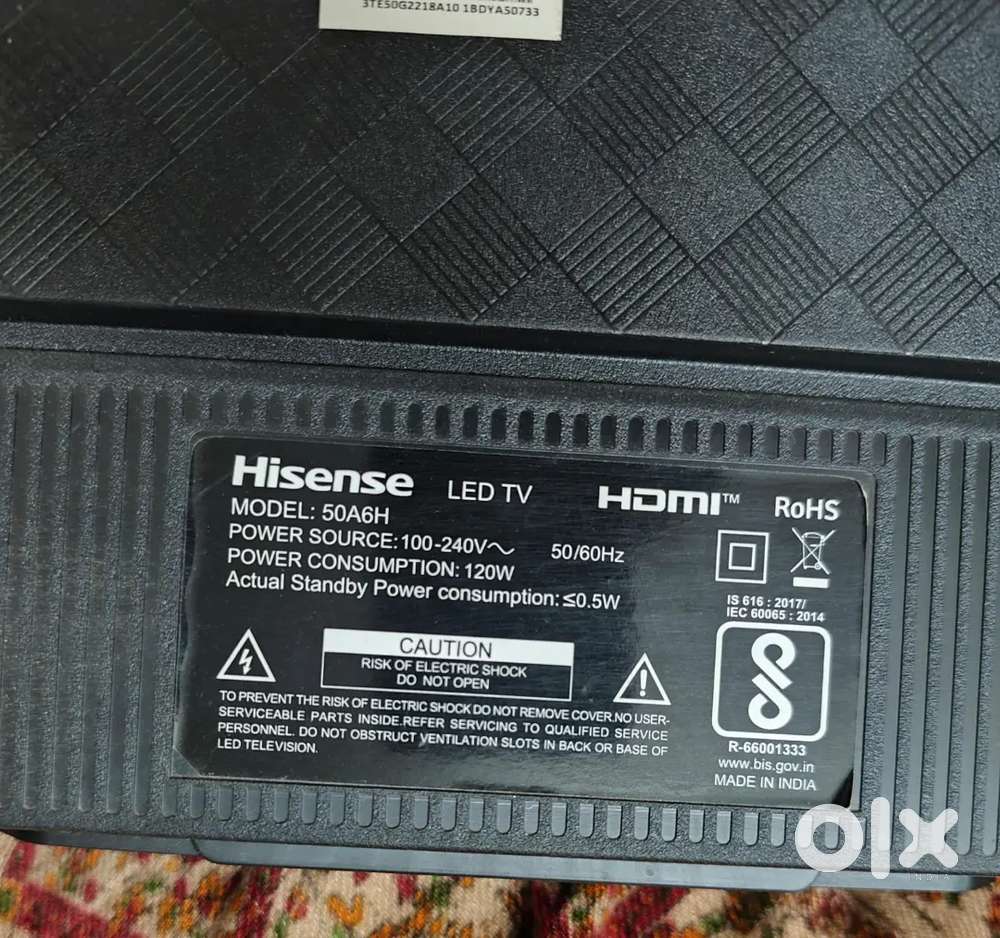 3TE50G2218A10 1BDYA50733
Hisense LED TV HDMI™ RoHS
MODEL: 50A6H
POWER SOURCE: 100-240V～ 50/60Hz
POWER CONSUMPTION: 120W
Actual Standby Power consumption: ≤0.5W
IS 616 : 2017/
IEC 60065 : 2014
CAUTION
RISK OF ELECTRIC SHOCK
DO NOT OPEN
TO PREVENT THE RISK OF ELECTRIC SHOCK DO NOT REMOVE COVER.NO USER-
SERVICEABLE PARTS INSIDE.REFER SERVICING TO QUALIFIED SERVICE
PERSONNEL. DO NOT OBSTRUCT VENTILATION SLOTS IN BACK OR BASE OF
LED TELEVISION.
R-66001333
www.bis.gov.in
MADE IN INDIA
olx
INDIA